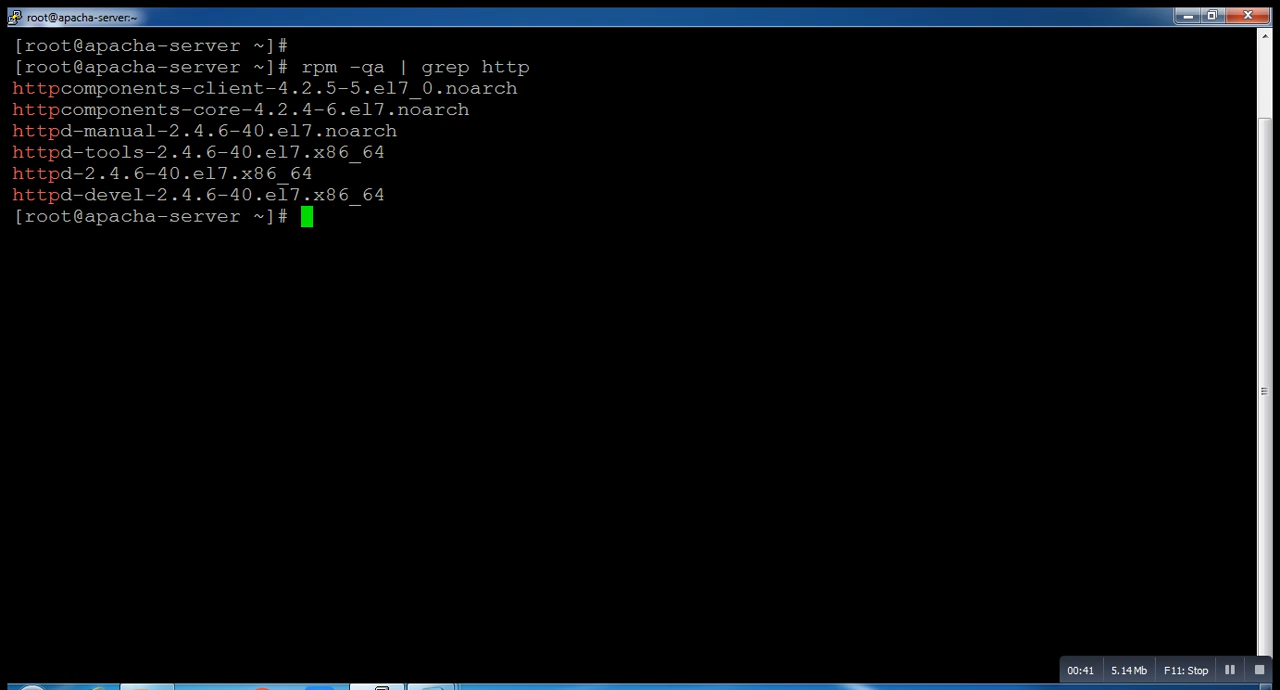 root@apacha-server:~
[root@apacha-server ~]#
[root@apacha-server ~]# rpm -qa | grep http
httpcomponents-client-4.2.5-5.el7_0.noarch
httpcomponents-core-4.2.4-6.el7.noarch
httpd-manual-2.4.6-40.el7.noarch
httpd-tools-2.4.6-40.el7.x86_64
httpd-2.4.6-40.el7.x86_64
httpd-devel-2.4.6-40.el7.x86_64
[root@apacha-server ~]#
00:41 5.14Mb F11: Stop